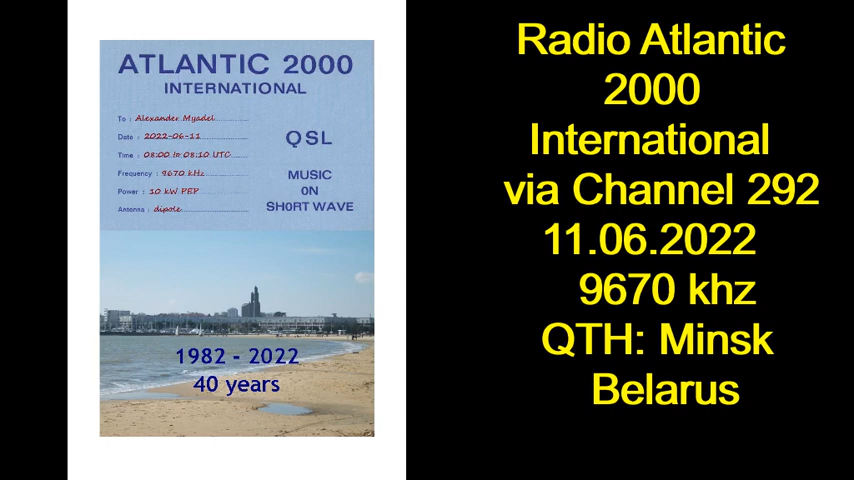 ATLANTIC 2000
INTERNATIONAL
To : Alexander Myadel
Date : 2022-06-11
Time : 08:00 to 08:10 UTC
Frequency : 9670 kHz
Power : 10 kW PEP
Antenna : dipole
QSL
MUSIC
0N
SH0RT WAVE
1982 - 2022
40 years
Radio Atlantic
2000
International
via Channel 292
11.06.2022
9670 khz
QTH: Minsk
Belarus